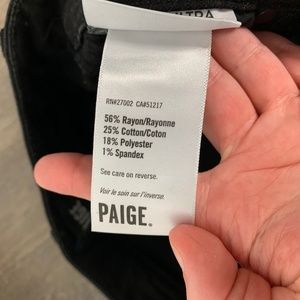 RN#27002 CA#51217
56% Rayon/Rayonne
25% Cotton/Coton
18% Polyester
1% Spandex
See care on reverse.
Voir le soin sur l'inverse.
PAIGE.